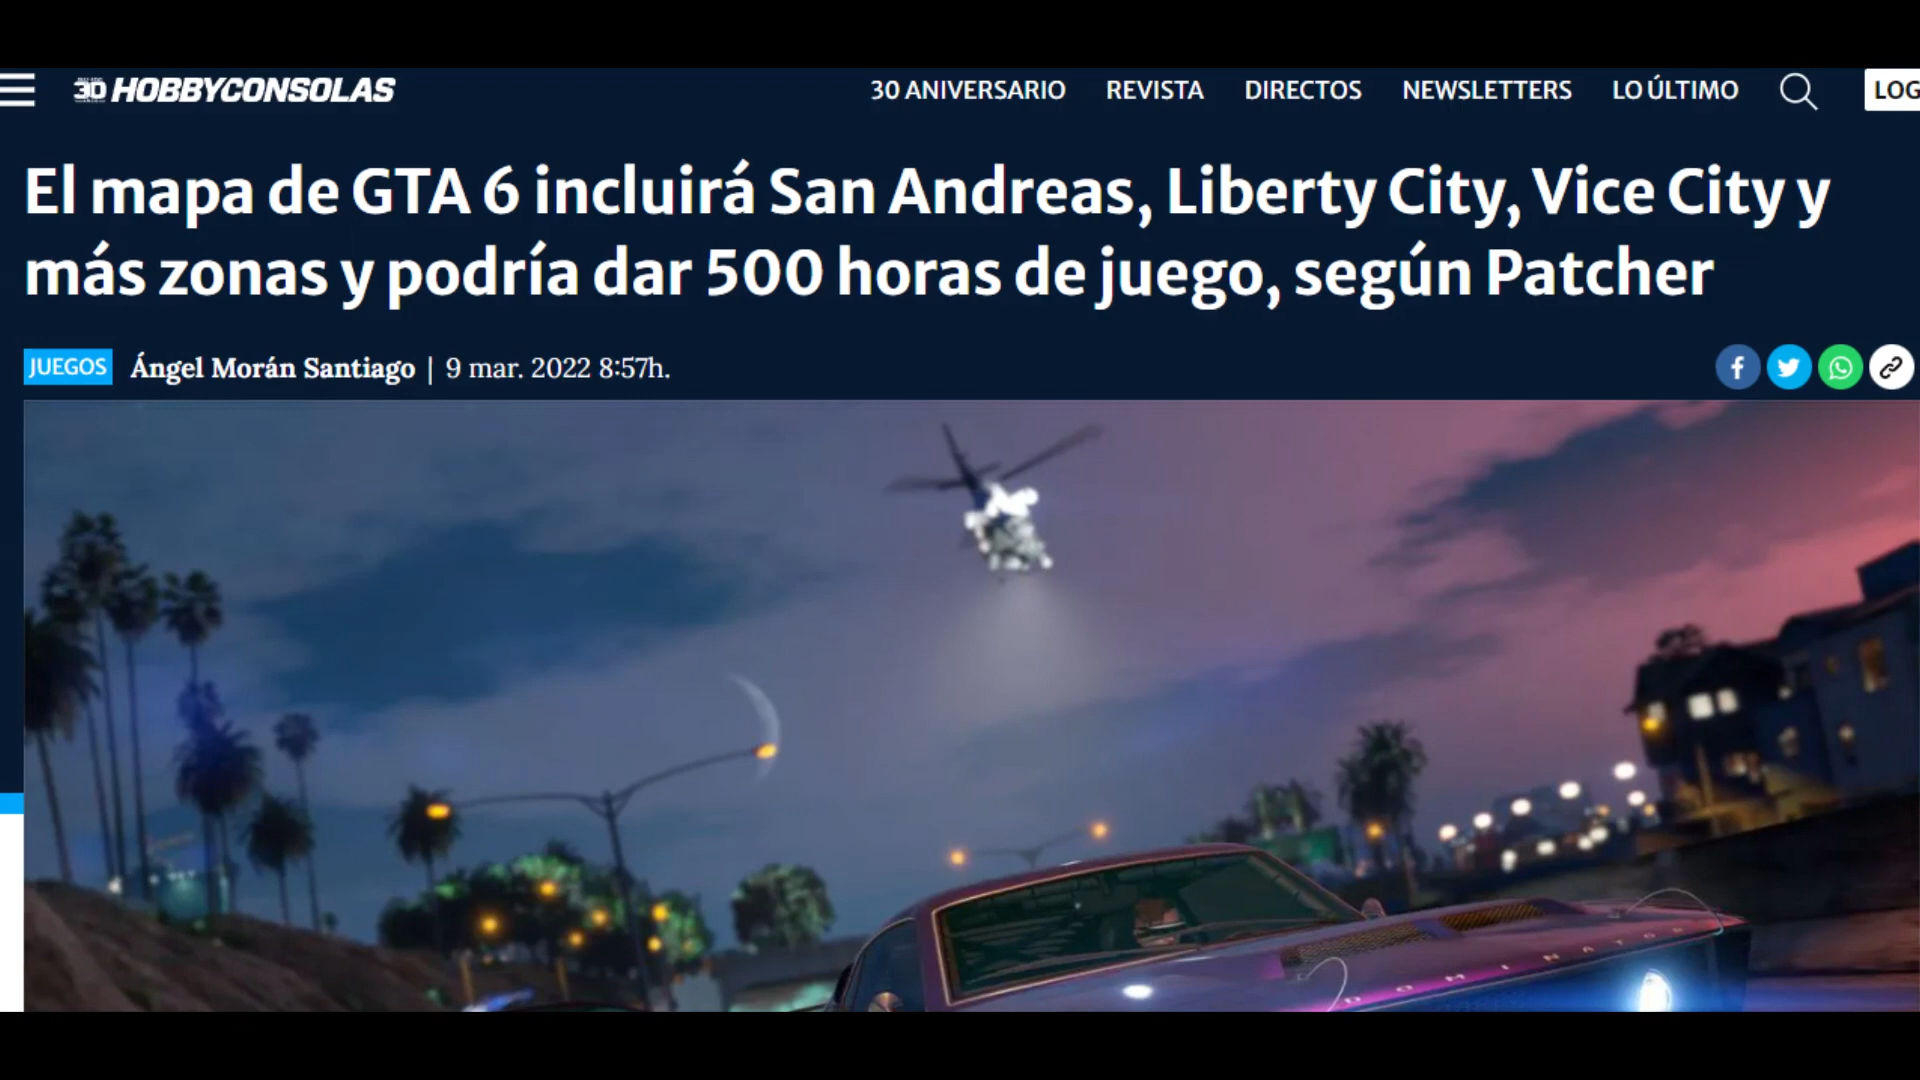 30 HOBBYCONSOLAS
30 ANIVERSARIO REVISTA DIRECTOS NEWSLETTERS LO ÚLTIMO LOG
El mapa de GTA 6 incluirá San Andreas, Liberty City, Vice City y
más zonas y podría dar 500 horas de juego, según Patcher
JUEGOS Ángel Morán Santiago | 9 mar. 2022 8:57h.
DOMINATOR